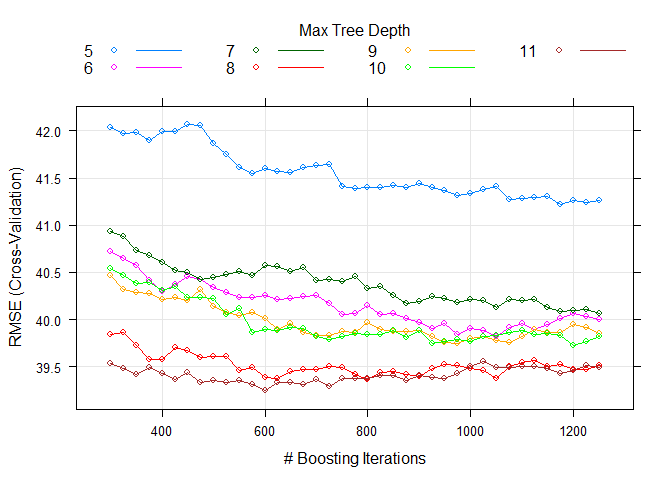 Max Tree Depth
5 7 9 11
6 8 10
42.0
41.5
41.0
40.5
40.0
39.5
RMSE (Cross-Validation)
400 600 800 1000 1200
# Boosting Iterations